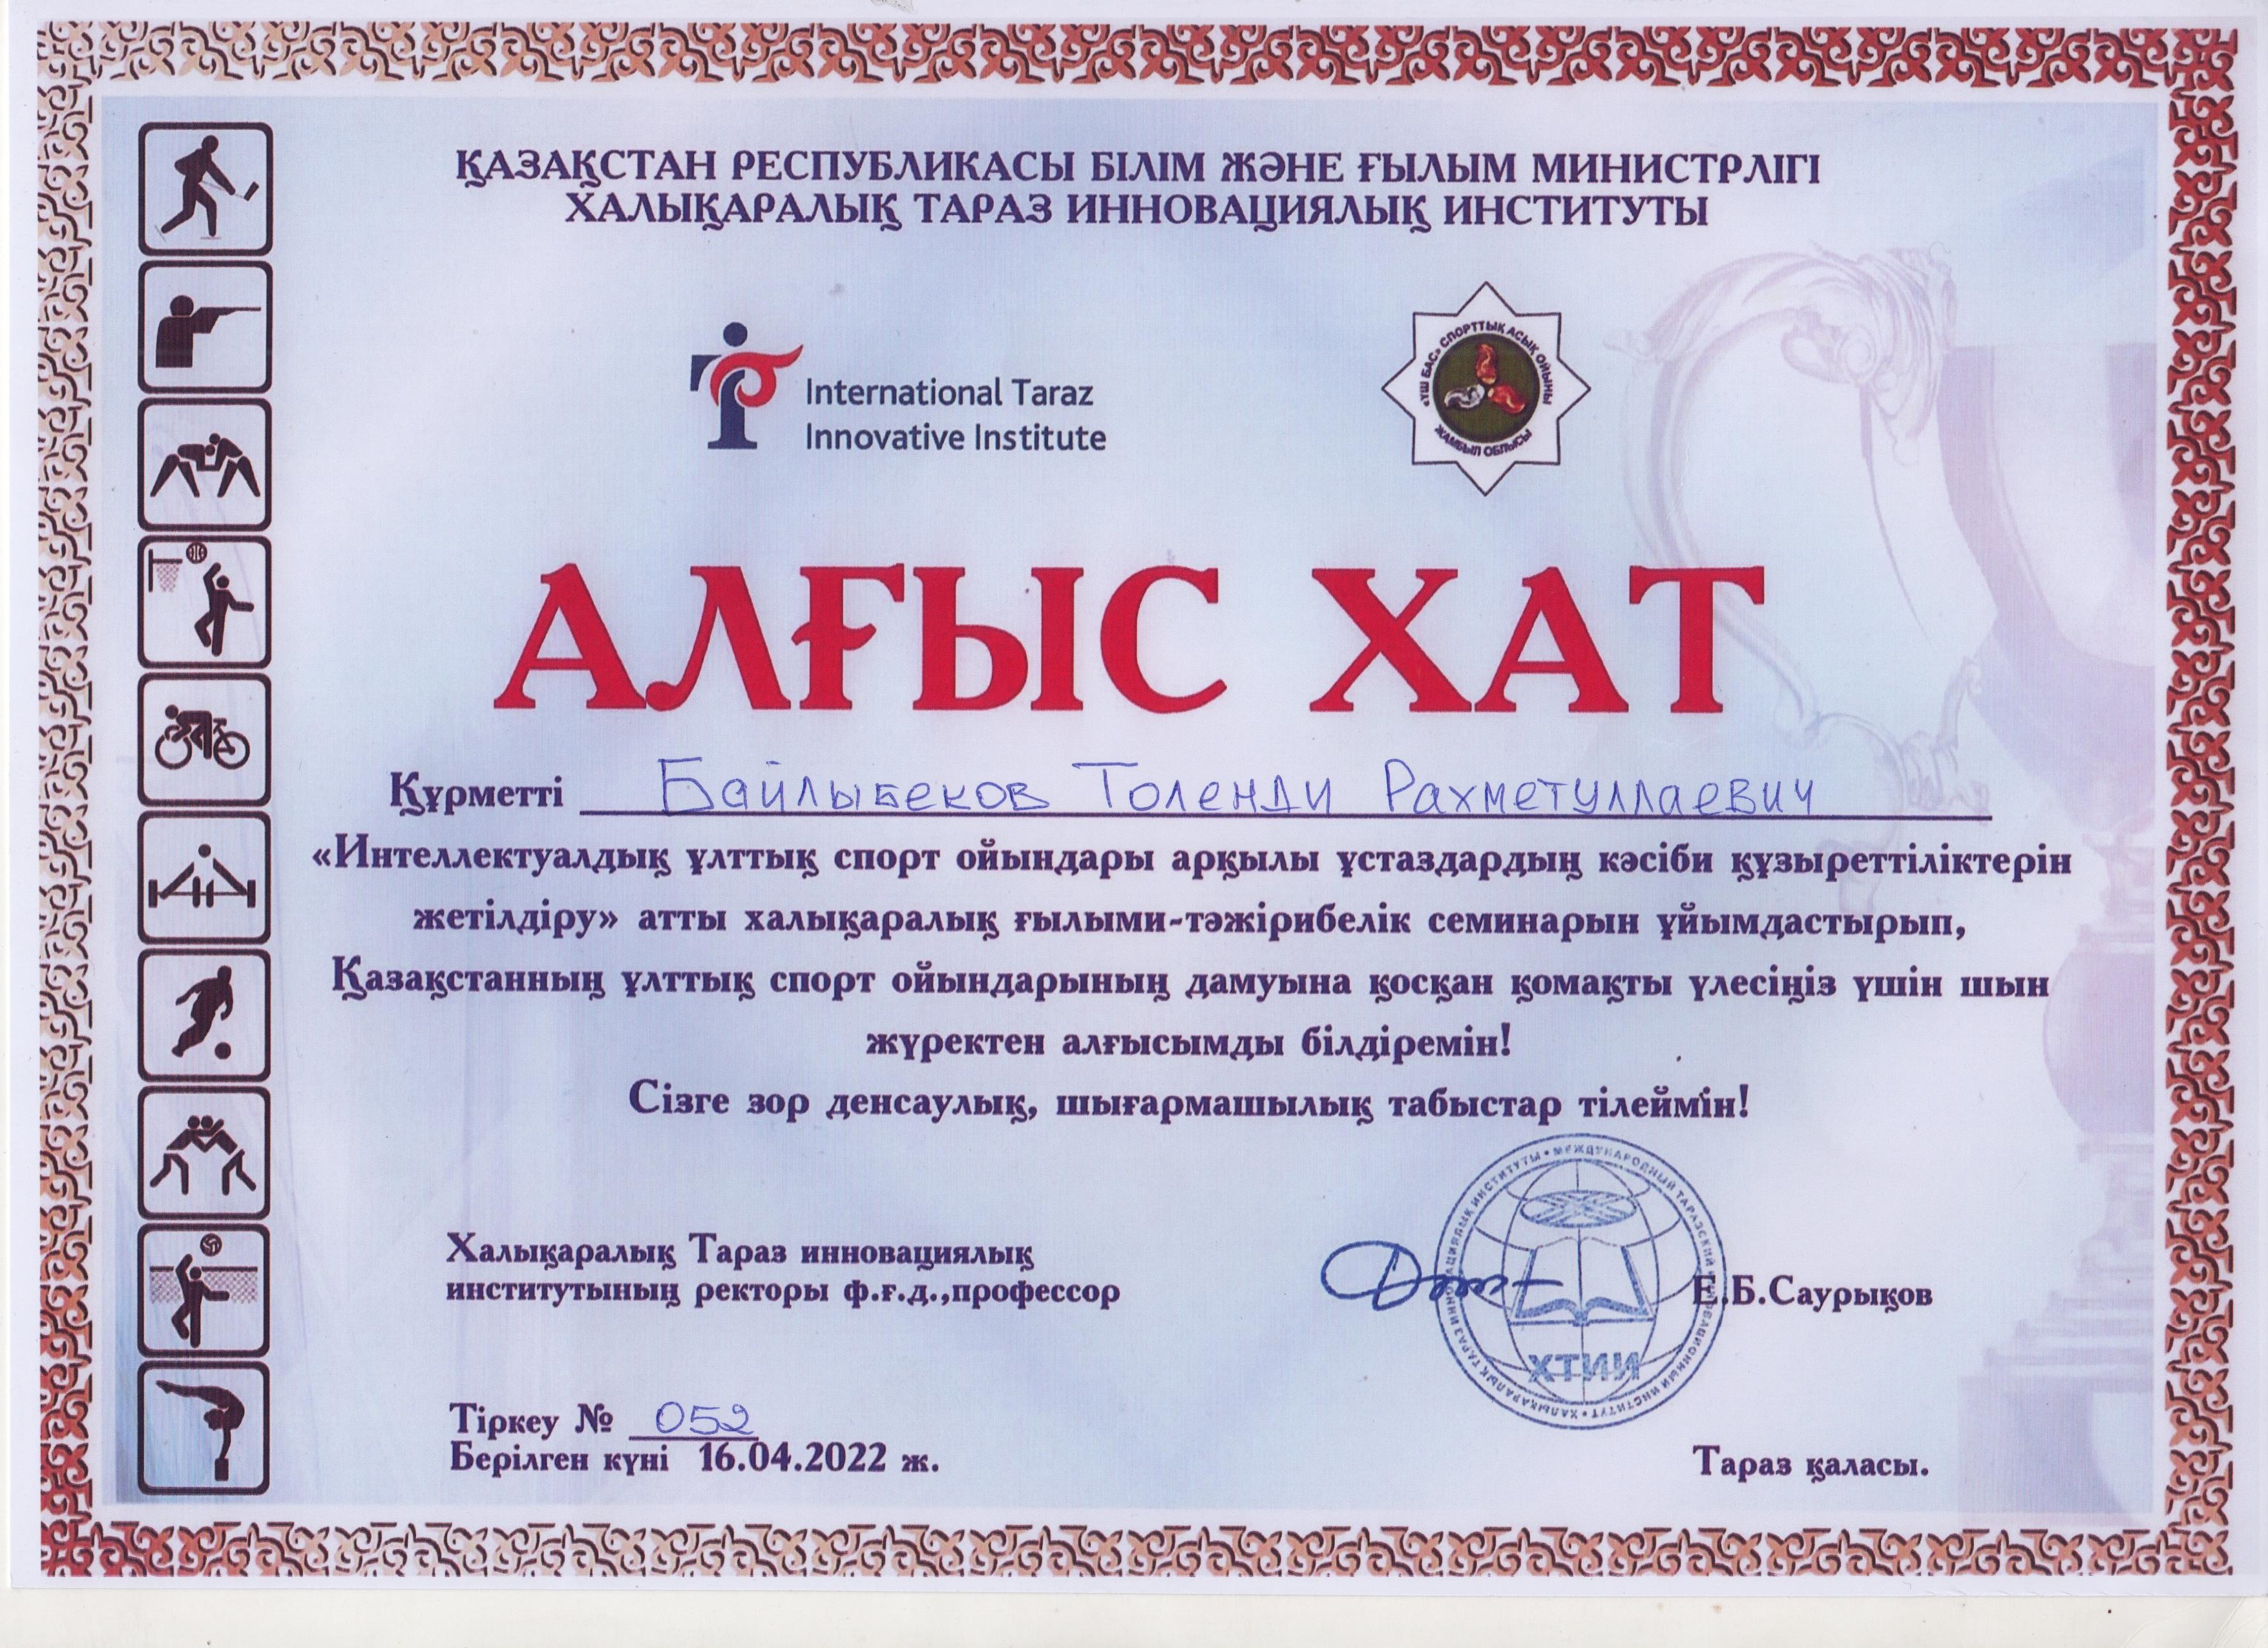 ҚАЗАҚСТАН РЕСПУБЛИКАСЫ БІЛІМ ЖӘНЕ ҒЫЛЫМ МИНИСТРЛІГІ
ХАЛЫҚАРАЛЫҚ ТАРАЗ ИННОВАЦИЯЛЫҚ ИНСТИТУТЫ
International Taraz
Innovative Institute
«ҮШ БАС» СПОРТТЫҚ АСЫҚ ОЙЫНЫ
ЖАМБЫЛ ОБЛЫСЫ
АЛҒЫС ХАТ
Құрметті Байлыбеков Толенди Рахметуллаевич
«Интеллектуалдық ұлттық спорт ойындары арқылы ұстаздардың кәсіби құзыреттіліктерін
жетілдіру» атты халықаралық ғылыми-тәжірибелік семинарын ұйымдастырып,
Қазақстанның ұлттық спорт ойындарының дамуына қосқан қомақты үлесіңіз үшін шын
жүректен алғысымды білдіремін!
Сізге зор денсаулық, шығармашылық табыстар тілеймін!
Халықаралық Тараз инновациялық
институтының ректоры ф.ғ.д.,профессор
Е.Б.Саурықов
ХАЛЫҚАРАЛЫҚ ТАРАЗ ИННОВАЦИЯЛЫҚ ИНСТИТУТЫ • МЕЖДУНАРОДНЫЙ ТАРАЗСКИЙ ИННОВАЦИОННЫЙ ИНСТИТУТ •
ХТИИ
Тіркеу № 052
Берілген күні 16.04.2022 ж.
Тараз қаласы.